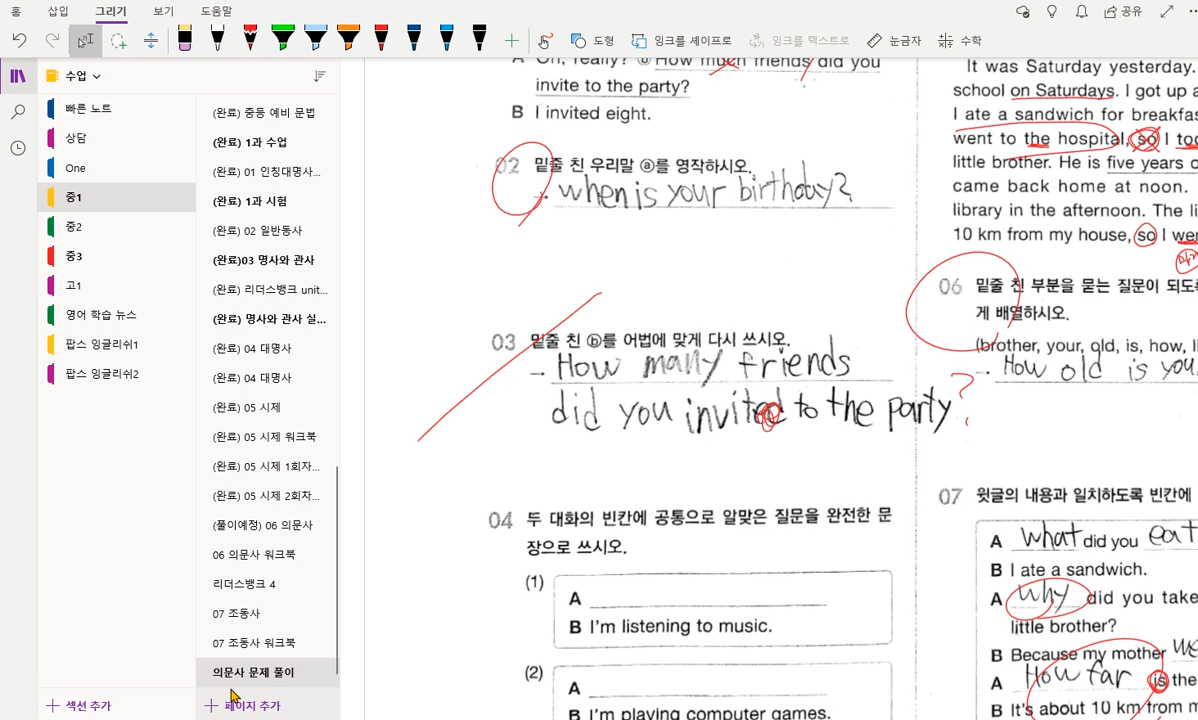 홈 삽입 그리기 보기 도움말
공유
도형 잉크를 셰이프로 잉크를 텍스트로 눈금자 수학
수업
빠른 노트
상담
One
중1
중2
중3
고1
영어 학습 뉴스
팝스 잉글리쉬1
팝스 잉글리쉬2
섹션 추가
(완료) 중등 예비 문법
(완료) 1과 수업
(완료) 01 인칭대명사...
(완료) 1과 시험
(완료) 02 일반동사
(완료)03 명사와 관사
(완료) 리더스뱅크 unit...
(완료) 명사와 관사 실...
(완료) 04 대명사
(완료) 04 대명사
(완료) 05 시제
(완료) 05 시제 워크북
(완료) 05 시제 1회자...
(완료) 05 시제 2회차...
(풀이예정) 06 의문사
06 의문사 워크북
리더스뱅크 4
07 조동사
07 조동사 워크북
의문사 문제 풀이
페이지 추가
A Oh, really? ⓑ How much friends did you
invite to the party?
B I invited eight.
02 밑줄 친 우리말 ⓐ를 영작하시오.
→ when is your birthday?
03 밑줄 친 ⓑ를 어법에 맞게 다시 쓰시오.
→ How many friends
did you invited to the party ?
04 두 대화의 빈칸에 공통으로 알맞은 질문을 완전한 문
장으로 쓰시오.
(1)
A
B I'm listening to music.
(2)
A
B I'm playing computer games.
It was Saturday yesterday.
school on Saturdays. I got up a
I ate a sandwich for breakfas
went to the hospital, so I too
little brother. He is five years o
came back home at noon.
library in the afternoon. The li
10 km from my house, so I wer
06 밑줄 친 부분을 묻는 질문이 되도록
게 배열하시오.
(brother, your, old, is, how, li
→ How old is you
07 윗글의 내용과 일치하도록 빈칸에
A what did you eat
B I ate a sandwich.
A why did you take
little brother?
B Because my mother we
A How far is the
B It's about 10 km from m